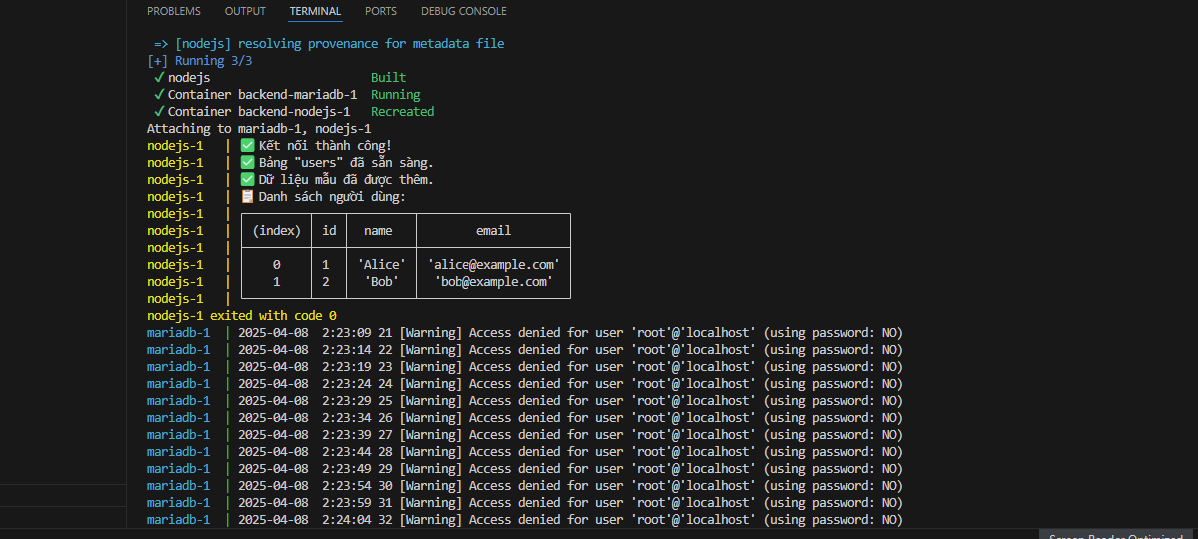 PROBLEMS OUTPUT TERMINAL PORTS DEBUG CONSOLE
=> [nodejs] resolving provenance for metadata file
[+] Running 3/3
✓ nodejs Built
✓ Container backend-mariadb-1 Running
✓ Container backend-nodejs-1 Recreated
Attaching to mariadb-1, nodejs-1
nodejs-1 | ✅ Kết nối thành công!
nodejs-1 | ✅ Bảng "users" đã sẵn sàng.
nodejs-1 | ✅ Dữ liệu mẫu đã được thêm.
nodejs-1 | 📋 Danh sách người dùng:
nodejs-1 |
nodejs-1 | (index) id name email
nodejs-1 |
nodejs-1 | 0 1 'Alice' 'alice@example.com'
nodejs-1 | 1 2 'Bob' 'bob@example.com'
nodejs-1 |
nodejs-1 exited with code 0
mariadb-1 | 2025-04-08 2:23:09 21 [Warning] Access denied for user 'root'@'localhost' (using password: NO)
mariadb-1 | 2025-04-08 2:23:14 22 [Warning] Access denied for user 'root'@'localhost' (using password: NO)
mariadb-1 | 2025-04-08 2:23:19 23 [Warning] Access denied for user 'root'@'localhost' (using password: NO)
mariadb-1 | 2025-04-08 2:23:24 24 [Warning] Access denied for user 'root'@'localhost' (using password: NO)
mariadb-1 | 2025-04-08 2:23:29 25 [Warning] Access denied for user 'root'@'localhost' (using password: NO)
mariadb-1 | 2025-04-08 2:23:34 26 [Warning] Access denied for user 'root'@'localhost' (using password: NO)
mariadb-1 | 2025-04-08 2:23:39 27 [Warning] Access denied for user 'root'@'localhost' (using password: NO)
mariadb-1 | 2025-04-08 2:23:44 28 [Warning] Access denied for user 'root'@'localhost' (using password: NO)
mariadb-1 | 2025-04-08 2:23:49 29 [Warning] Access denied for user 'root'@'localhost' (using password: NO)
mariadb-1 | 2025-04-08 2:23:54 30 [Warning] Access denied for user 'root'@'localhost' (using password: NO)
mariadb-1 | 2025-04-08 2:23:59 31 [Warning] Access denied for user 'root'@'localhost' (using password: NO)
mariadb-1 | 2025-04-08 2:24:04 32 [Warning] Access denied for user 'root'@'localhost' (using password: NO)
Screen Reader Optimized